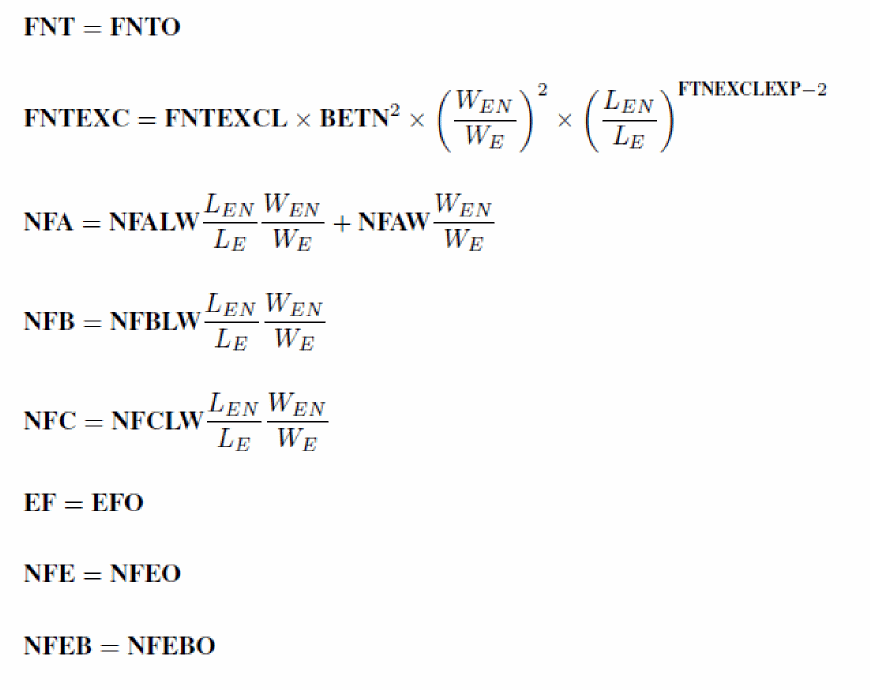 FNT = FNTO
FNTEXC = FNTEXCL × BETN² × (W_EN/W_E)² × (L_EN/L_E)^(FTNEXCLEXP−2)
NFA = NFALW L_EN/L_E W_EN/W_E + NFAW W_EN/W_E
NFB = NFBLW L_EN/L_E W_EN/W_E
NFC = NFCLW L_EN/L_E W_EN/W_E
EF = EFO
NFE = NFEO
NFEB = NFEBO